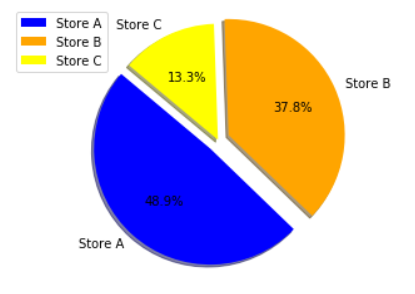 Store A
Store B
Store C
Store C
13.3%
Store B
37.8%
48.9%
Store A